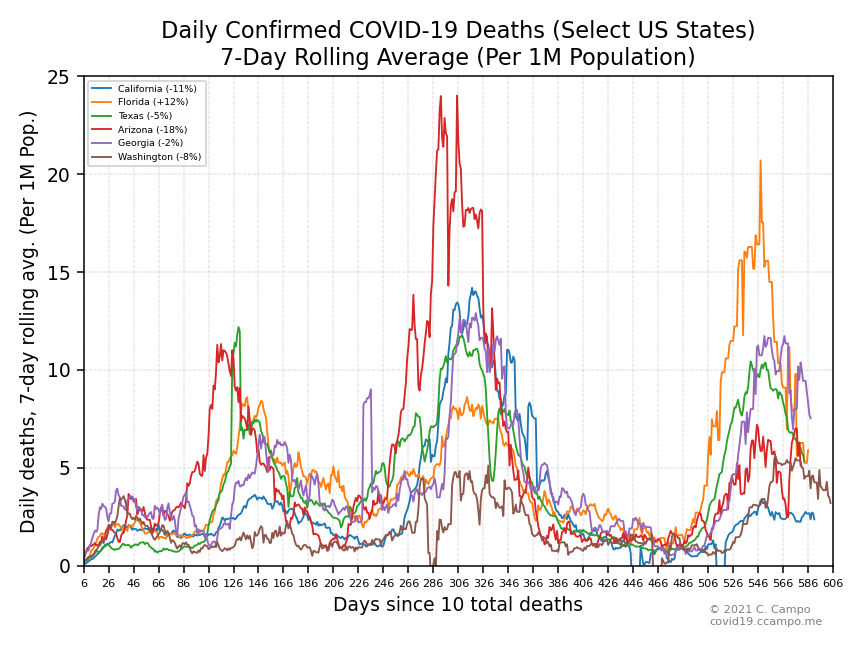 Daily Confirmed COVID-19 Deaths (Select US States)
7-Day Rolling Average (Per 1M Population)
Daily deaths, 7-day rolling avg. (Per 1M Pop.)
25
20
15
10
5
0
California (-11%)
Florida (+12%)
Texas (-5%)
Arizona (-18%)
Georgia (-2%)
Washington (-8%)
6 26 46 66 86 106 126 146 166 186 206 226 246 266 286 306 326 346 366 386 406 426 446 466 486 506 526 546 566 586 606
Days since 10 total deaths
© 2021 C. Campo
covid19.ccampo.me